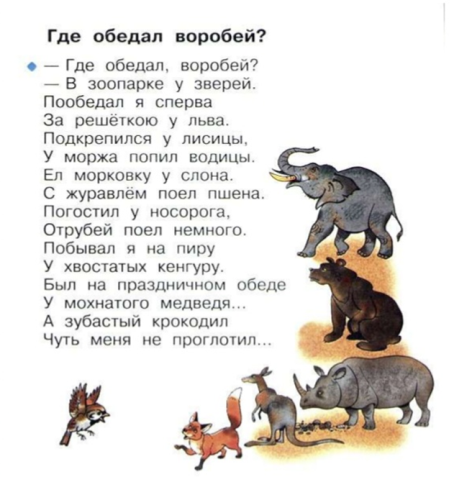 Где обедал воробей?
— Где обедал, воробей?
— В зоопарке у зверей.
Пообедал я сперва
За решёткою у льва.
Подкрепился у лисицы,
У моржа попил водицы.
Ел морковку у слона.
С журавлём поел пшена.
Погостил у носорога,
Отрубей поел немного.
Побывал я на пиру
У хвостатых кенгуру.
Был на праздничном обеде
У мохнатого медведя...
А зубастый крокодил
Чуть меня не проглотил...